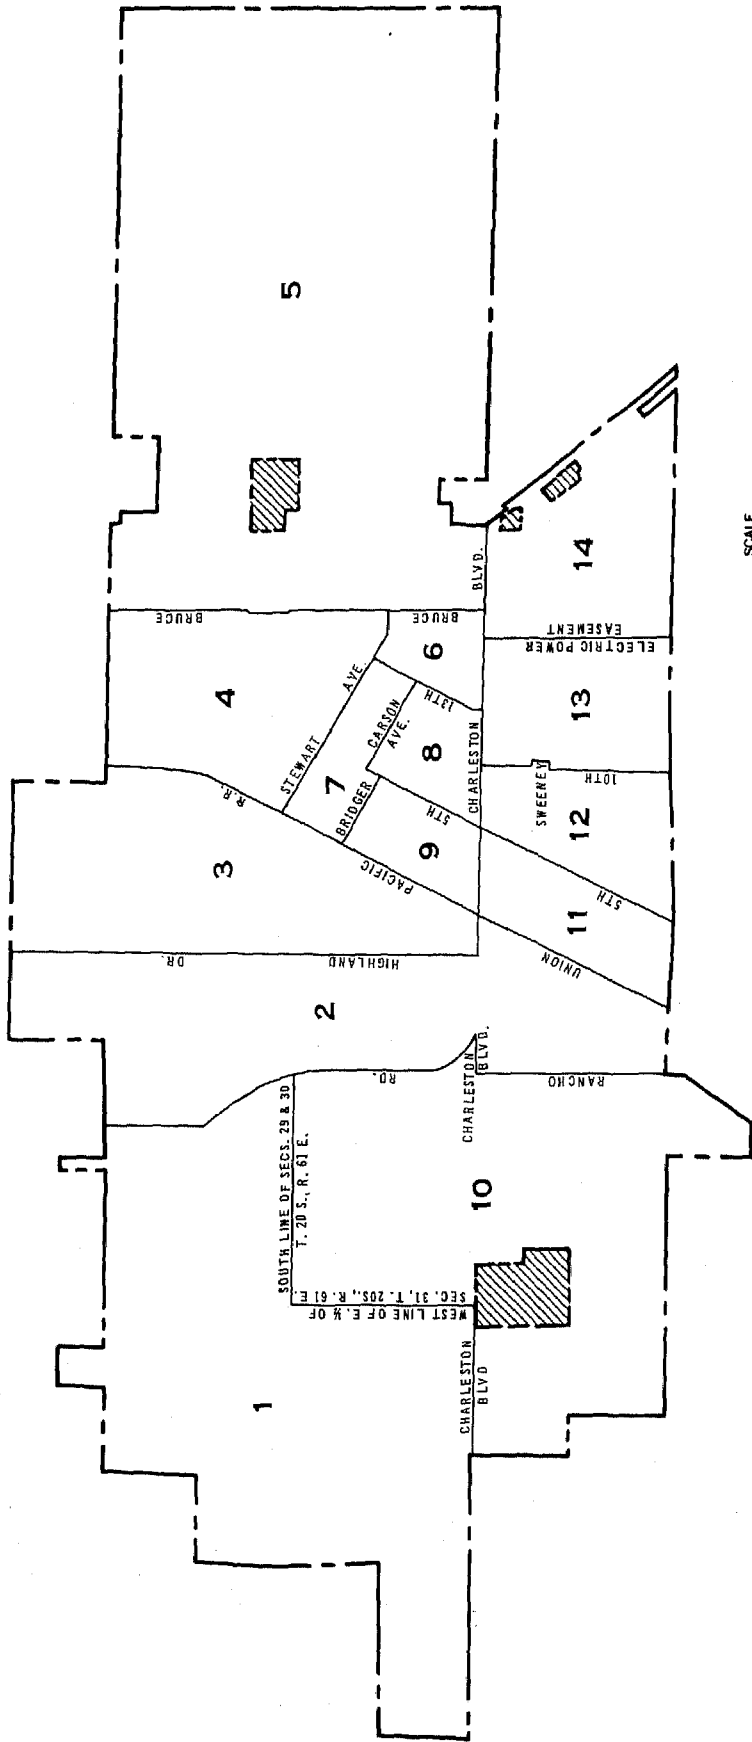 1
2
3
4
5
6
7
8
9
10
11
12
13
14
SOUTH LINE OF SECS. 29 & 30
T. 20 S., R. 61 E.
WEST LINE OF E. ½ OF
SEC. 31, T. 20S., R. 61 E.
CHARLESTON
BLVD
RD.
CHARLESTON
BLVD.
RANCHO
HIGHLAND
DR.
R.R.
PACIFIC
UNION
STEWART
AVE.
BRIDGER
CARSON
AVE.
5TH
13TH
BRUCE
BRUCE
CHARLESTON
BLVD.
5TH
SWEENEY
10TH
ELECTRIC POWER
EASEMENT
SCALE